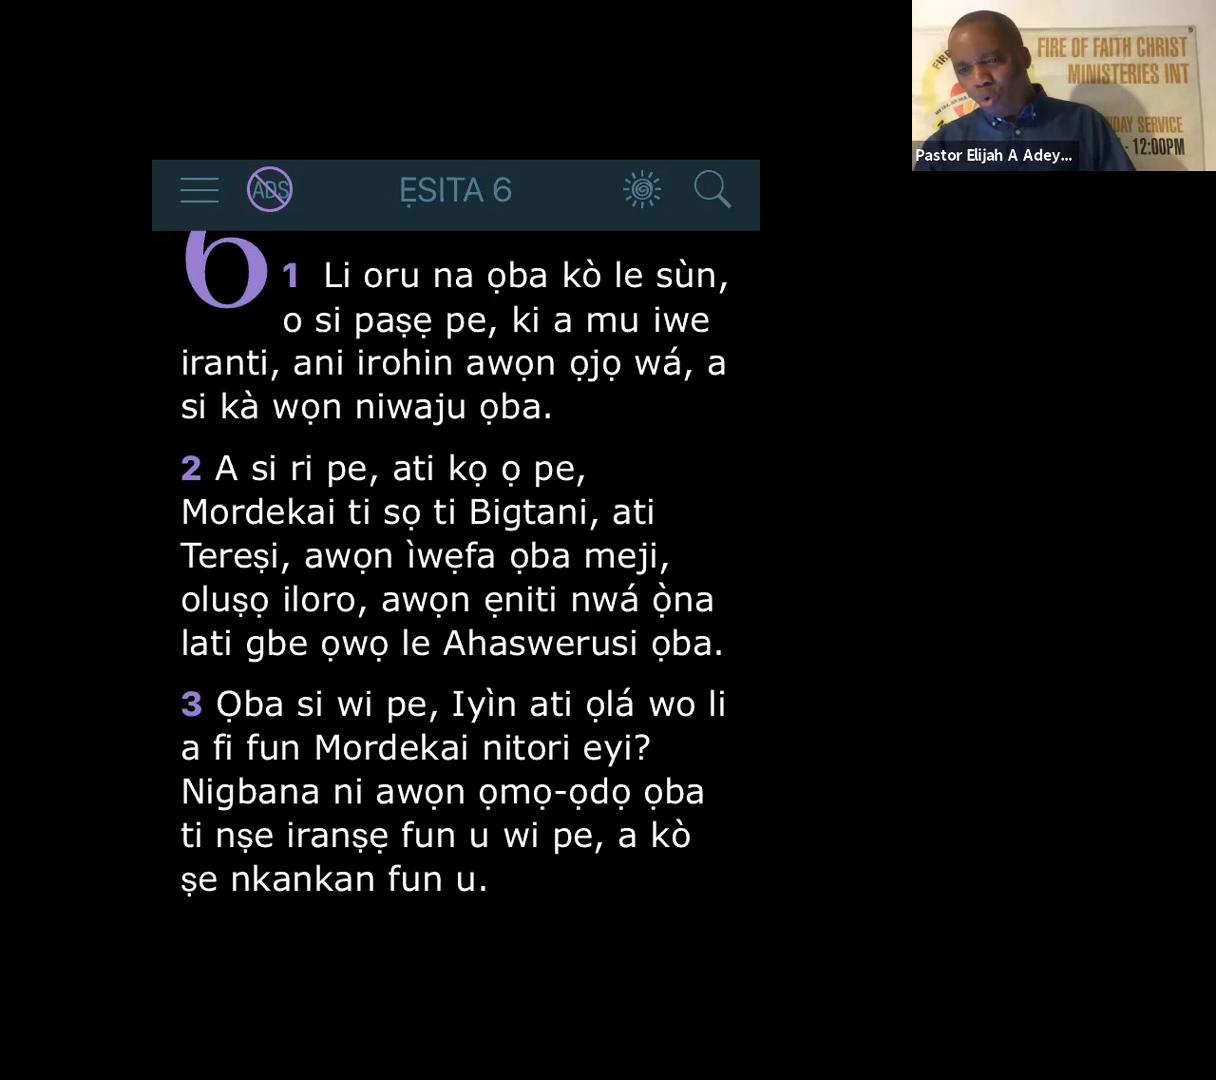 FIRE OF FAITH CHRIST
MINISTERIES INT
SERVICE
12:00PM
Pastor Elijah A Adey...
ADS
ẸSITA 6
6
1 Li oru na ọba kò le sùn,
o si paṣẹ pe, ki a mu iwe
iranti, ani irohin awọn ọjọ wá, a
si kà wọn niwaju ọba.
2 A si ri pe, ati kọ ọ pe,
Mordekai ti sọ ti Bigtani, ati
Tereṣi, awọn ìwẹfa ọba meji,
oluṣọ iloro, awọn ẹniti nwá ọ̀na
lati gbe ọwọ le Ahaswerusi ọba.
3 Ọba si wi pe, Iyìn ati ọlá wo li
a fi fun Mordekai nitori eyi?
Nigbana ni awọn ọmọ-ọdọ ọba
ti nṣe iranṣẹ fun u wi pe, a kò
ṣe nkankan fun u.